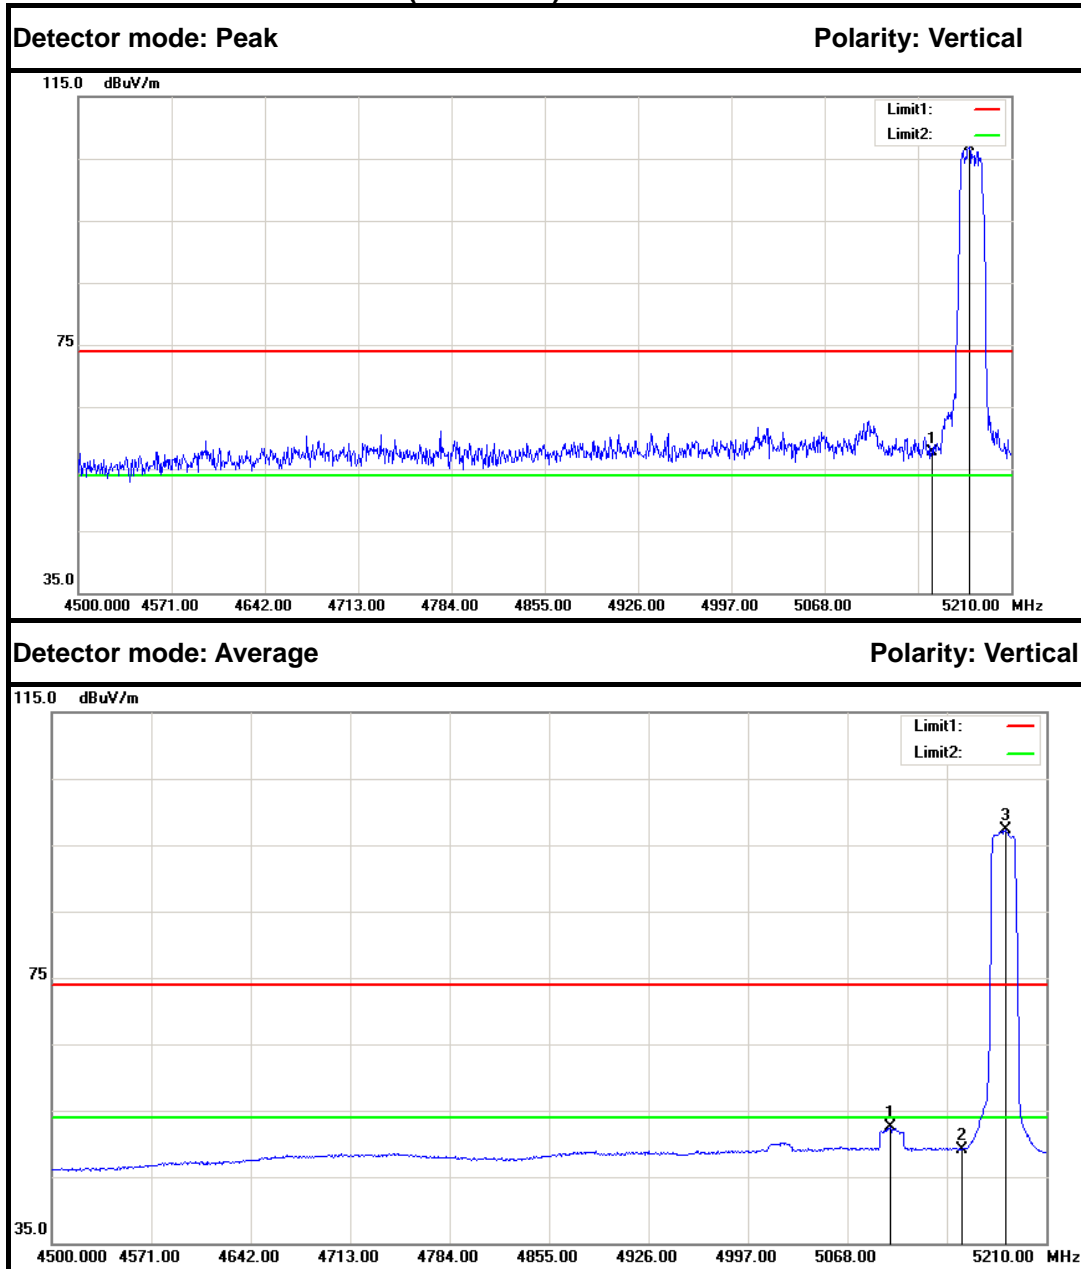 Detector mode: Peak Polarity: Vertical
115.0 dBuV/m
Limit1:
Limit2:
75
1
35.0
4500.000 4571.00 4642.00 4713.00 4784.00 4855.00 4926.00 4997.00 5068.00 5210.00 MHz
Detector mode: Average Polarity: Vertical
115.0 dBuV/m
Limit1:
Limit2:
3
75
1
2
35.0
4500.000 4571.00 4642.00 4713.00 4784.00 4855.00 4926.00 4997.00 5068.00 5210.00 MHz